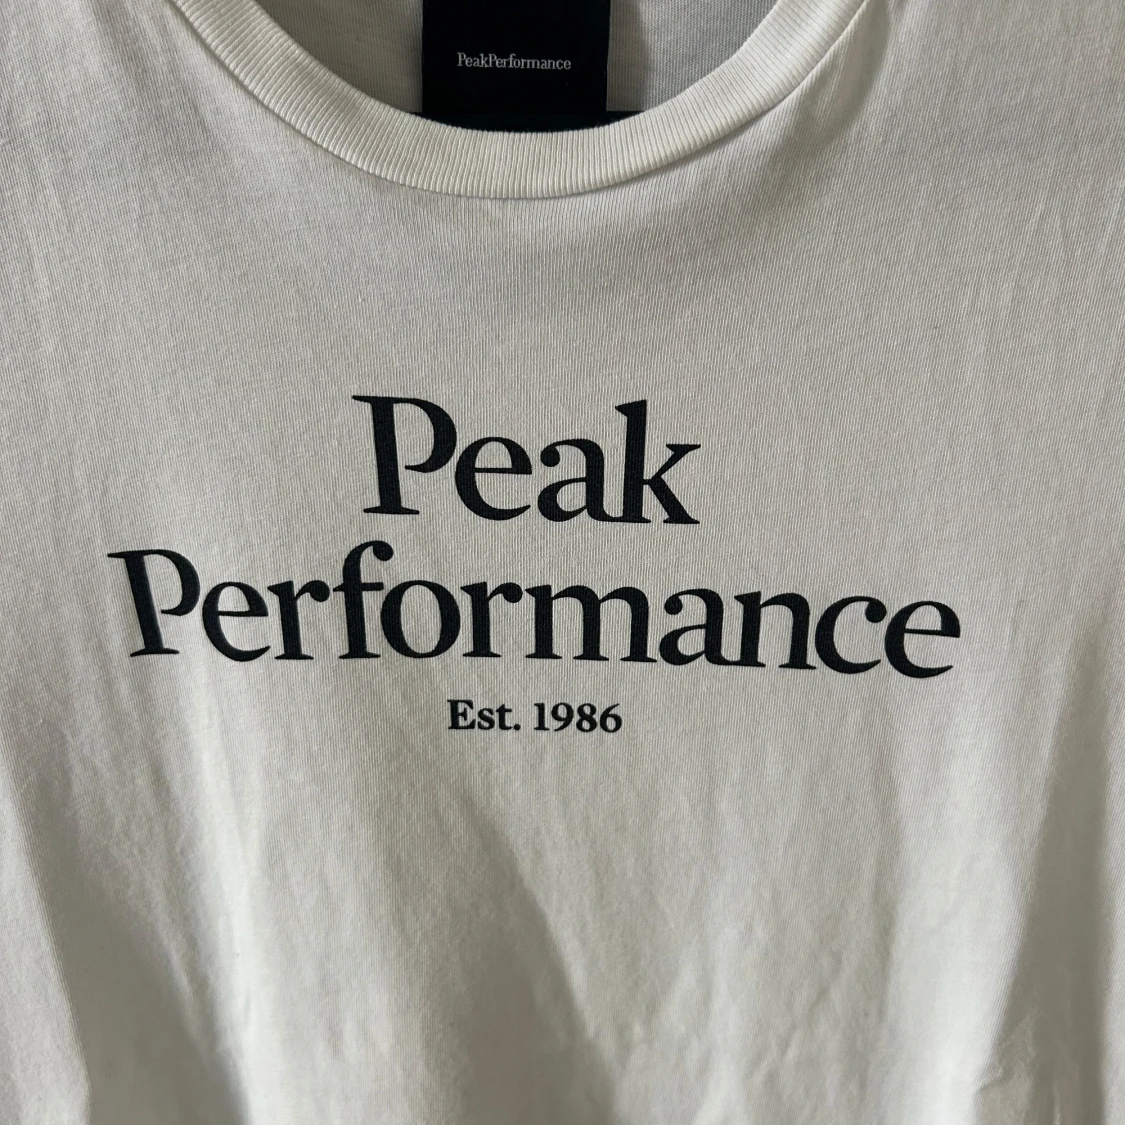 PeakPerformance
Peak
Performance
Est. 1986